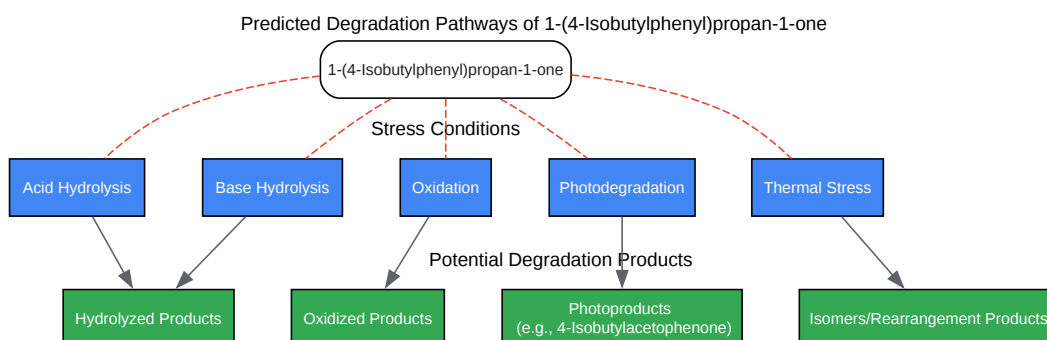 Predicted Degradation Pathways of 1-(4-Isobutylphenyl)propan-1-one
1-(4-Isobutylphenyl)propan-1-one
Stress Conditions
Acid Hydrolysis
Base Hydrolysis
Oxidation
Photodegradation
Thermal Stress
Potential Degradation Products
Hydrolyzed Products
Oxidized Products
Photoproducts
(e.g., 4-Isobutylacetophenone)
Isomers/Rearrangement Products